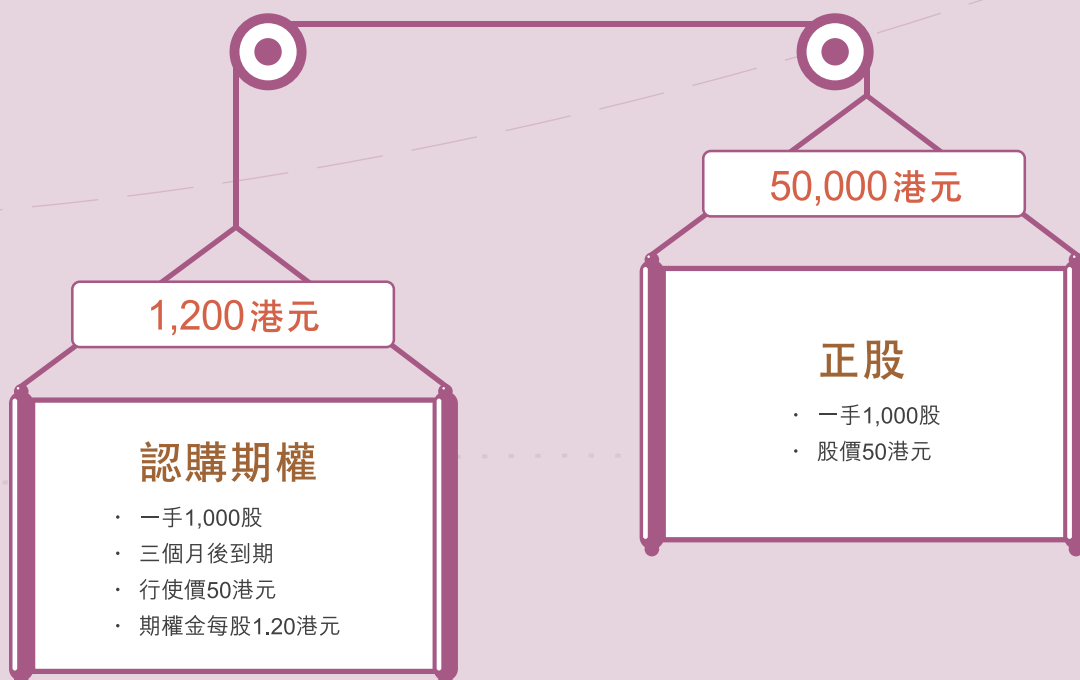 1,200港元
認購期權
· 一手1,000股
· 三個月後到期
· 行使價50港元
· 期權金每股1.20港元
50,000港元
正股
· 一手1,000股
· 股價50港元